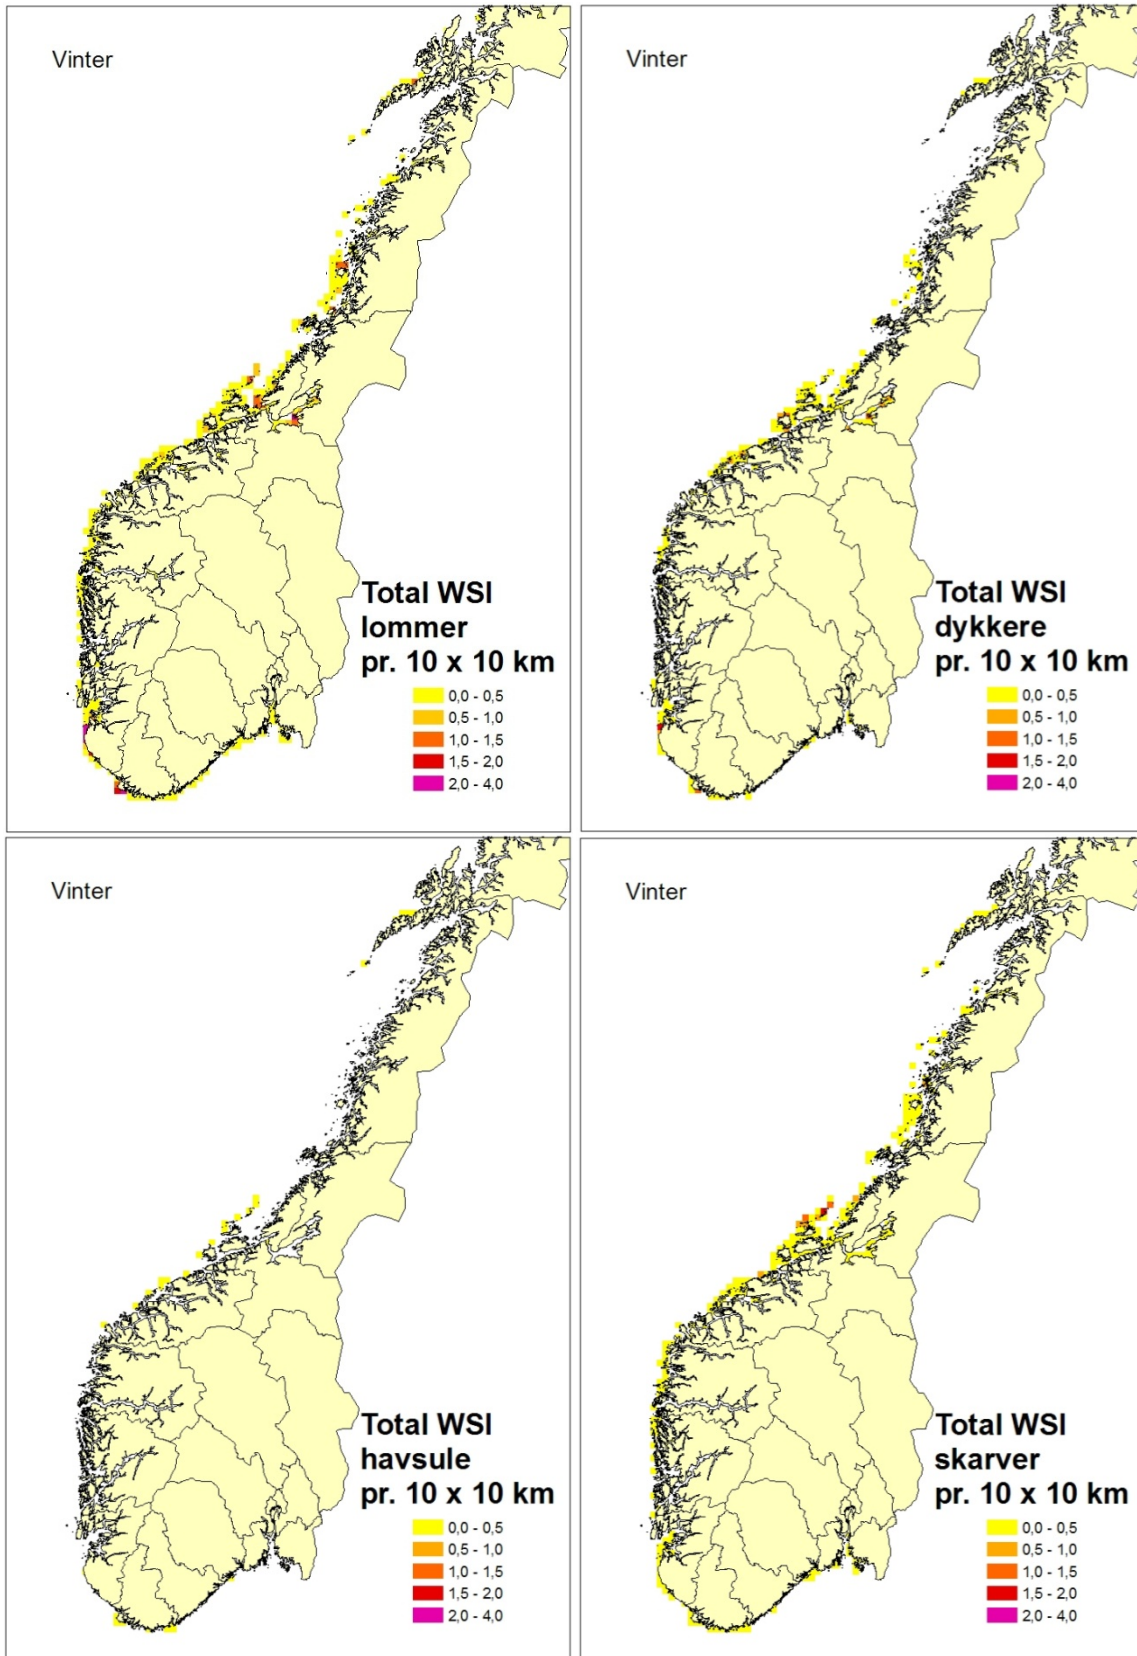 Vinter
Total WSI
lommer
pr. 10 x 10 km
0,0 - 0,5
0,5 - 1,0
1,0 - 1,5
1,5 - 2,0
2,0 - 4,0
Vinter
Total WSI
dykkere
pr. 10 x 10 km
0,0 - 0,5
0,5 - 1,0
1,0 - 1,5
1,5 - 2,0
2,0 - 4,0
Vinter
Total WSI
havsule
pr. 10 x 10 km
0,0 - 0,5
0,5 - 1,0
1,0 - 1,5
1,5 - 2,0
2,0 - 4,0
Vinter
Total WSI
skarver
pr. 10 x 10 km
0,0 - 0,5
0,5 - 1,0
1,0 - 1,5
1,5 - 2,0
2,0 - 4,0